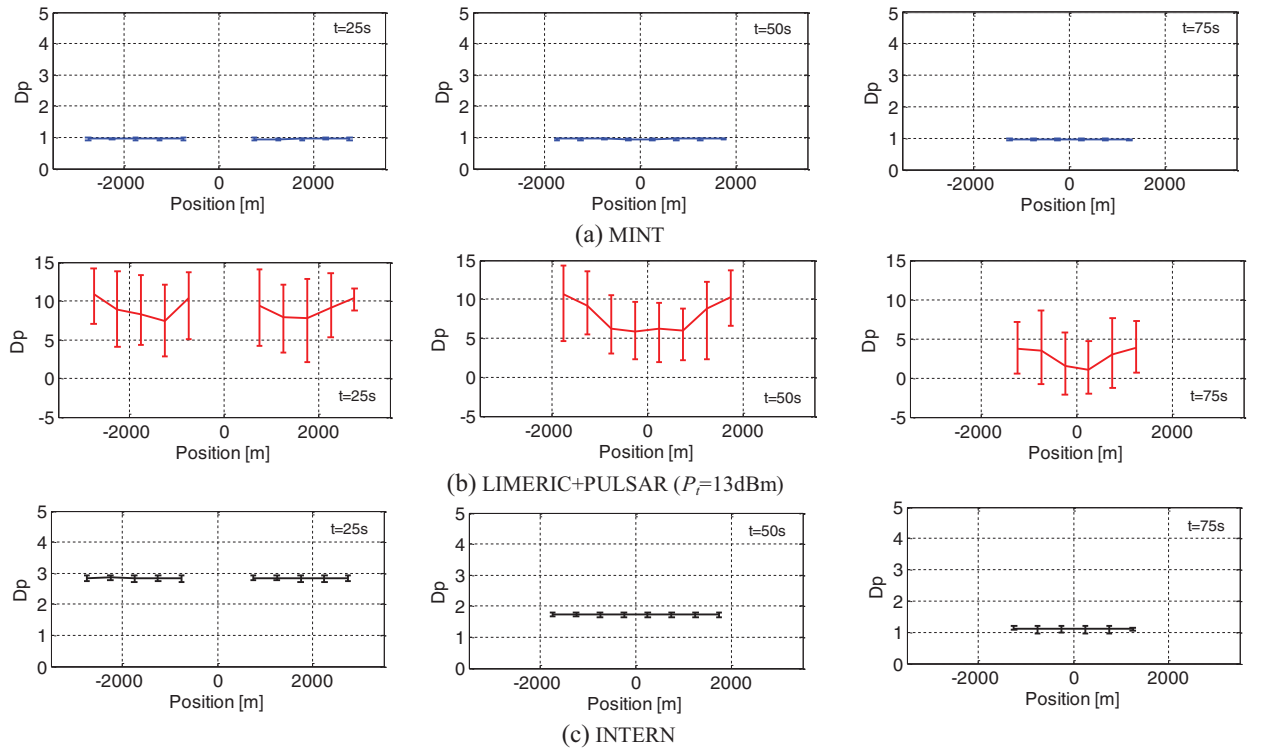 5
4
3
2
1
0
Dp
t=25s
-2000 0 2000
Position [m]
5
4
3
2
1
0
Dp
t=50s
-2000 0 2000
Position [m]
5
4
3
2
1
0
Dp
t=75s
-2000 0 2000
Position [m]
(a) MINT
15
10
5
0
-5
Dp
t=25s
-2000 0 2000
Position [m]
15
10
5
0
-5
Dp
t=50s
-2000 0 2000
Position [m]
15
10
5
0
-5
Dp
t=75s
-2000 0 2000
Position [m]
(b) LIMERIC+PULSAR (Pt=13dBm)
5
4
3
2
1
0
Dp
t=25s
-2000 0 2000
Position [m]
5
4
3
2
1
0
Dp
t=50s
-2000 0 2000
Position [m]
5
4
3
2
1
0
Dp
t=75s
-2000 0 2000
Position [m]
(c) INTERN